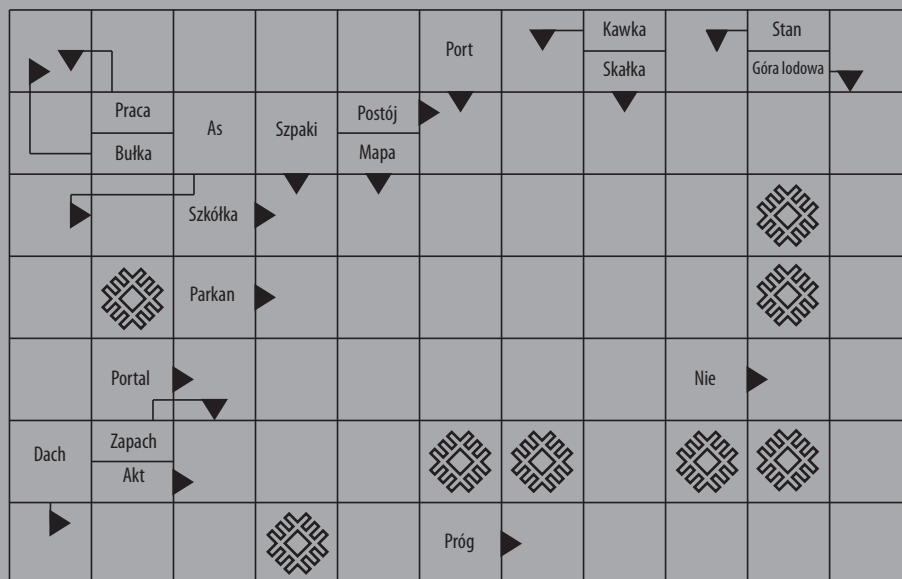 Port
Kawka
Skałka
Stan
Góra lodowa
Praca
Bułka
As
Szpaki
Postój
Mapa
Szkółka
Parkan
Portal
Nie
Dach
Zapach
Akt
Próg